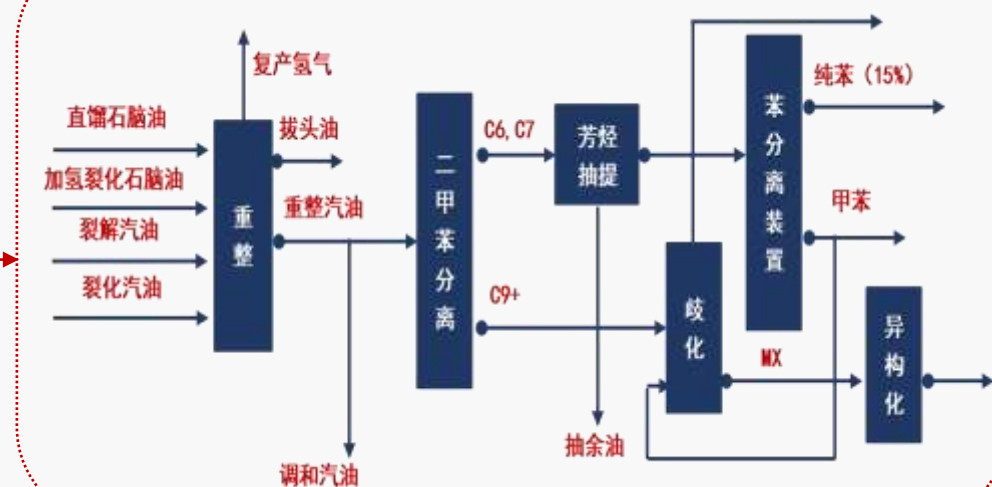 复产氢气
直馏石脑油
拔头油
加氢裂化石脑油
重整汽油
裂解汽油
裂化汽油
重整
调和汽油
二甲苯分离
C6, C7
C9+
芳烃
抽提
抽余油
歧化
MX
苯分离装置
纯苯（15%）
甲苯
异构化